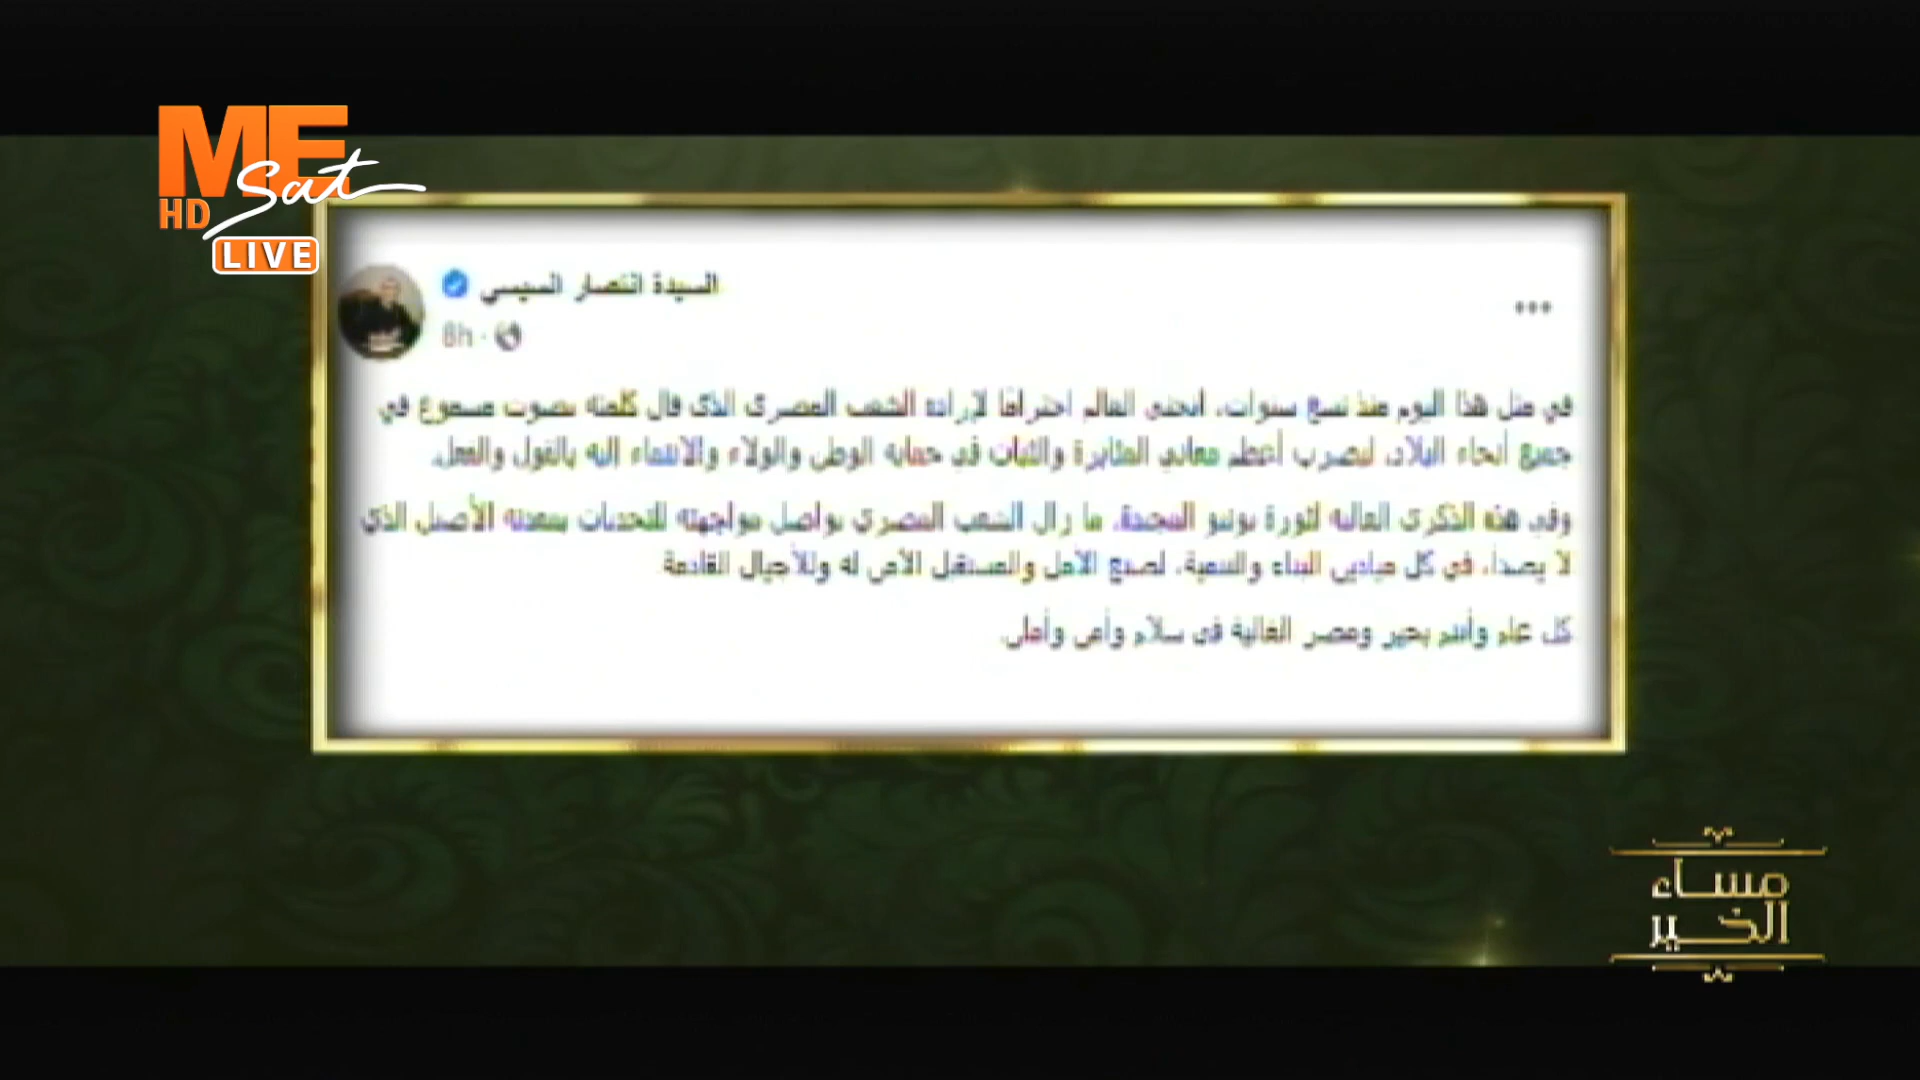 ME
Sat
HD
LIVE
السيدة انتصار السيسي
8h ·
...
في مثل هذا اليوم منذ تسع سنوات، انحنى العالم احترامًا لإرادة الشعب المصرى الذى قال كلمته بصوت مسموع في
جميع أنحاء البلاد، ليضرب أعظم معاني المثابرة والثبات في حماية الوطن والولاء والانتماء إليه بالقول والفعل.
وفي هذه الذكرى الغالية لثورة يونيو المجيدة، ما زال الشعب المصري يواصل مواجهته للتحديات بمعدنه الأصيل الذي
لا يصدأ، في كل ميادين البناء والتنمية، لصنع الأمل والمستقبل الآمن له وللأجيال القادمة
كل عام وأنتم بخير ومصر الغالية في سلام وأمن وأمان.
مساء
الخير